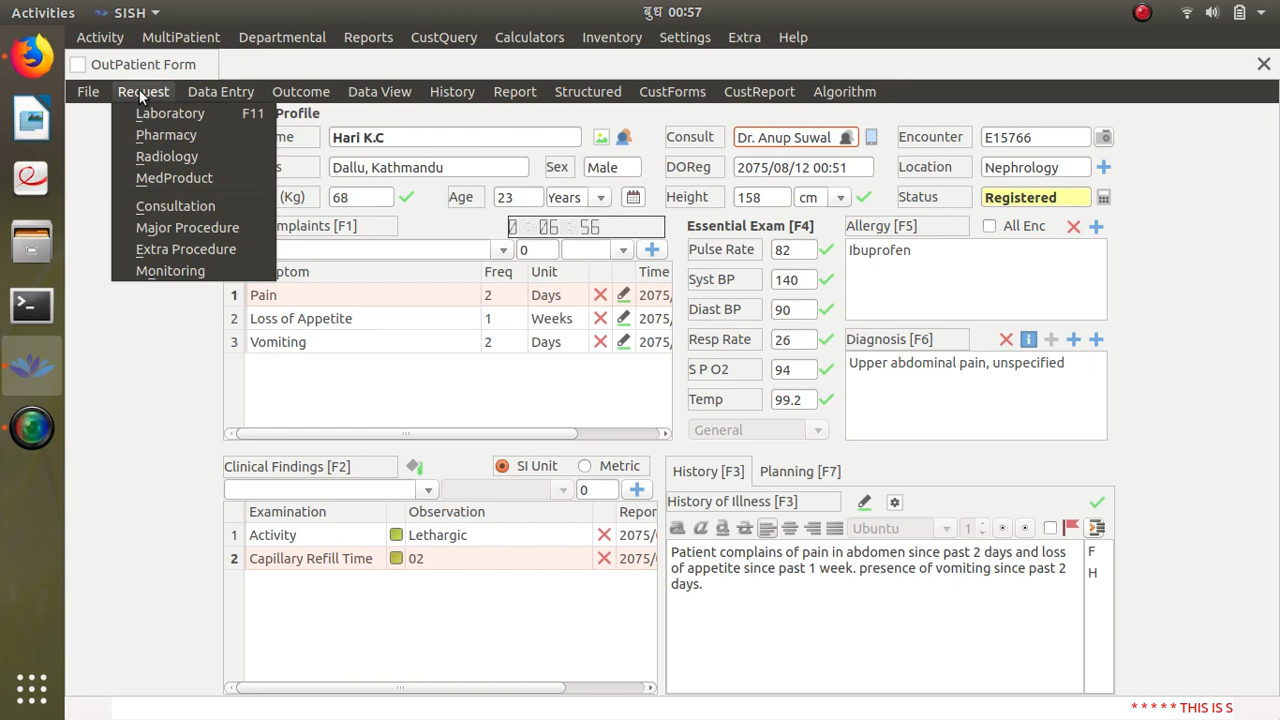 Activities SISH बुध 00:57
Activity MultiPatient Departmental Reports CustQuery Calculators Inventory Settings Extra Help
OutPatient Form
File Request Data Entry Outcome Data View History Report Structured CustForms CustReport Algorithm
Laboratory F11
Pharmacy
Radiology
MedProduct
Consultation
Major Procedure
Extra Procedure
Monitoring
Profile
Hari K.C Consult Dr. Anup Suwal Encounter E15766
Dallu, Kathmandu Sex Male DOReg 2075/08/12 00:51 Location Nephrology
(Kg) 68 Age 23 Years Height 158 cm Status Registered
[F1] 06 56 Essential Exam [F4] Allergy [F5] All Enc
0 Pulse Rate 82 Ibuprofen
Freq Unit Time Syst BP 140
1 Pain 2 Days 2075/ Diast BP 90
2 Loss of Appetite 1 Weeks 2075/
3 Vomiting 2 Days 2075/ Resp Rate 26 Diagnosis [F6]
S P O2 94 Upper abdominal pain, unspecified
Temp 99.2
General
Clinical Findings [F2] SI Unit Metric History [F3] Planning [F7]
0 History of Illness [F3]
Examination Observation Repor
Ubuntu 1
1 Activity Lethargic 2075/
2 Capillary Refill Time 02 2075/
Patient complains of pain in abdomen since past 2 days and loss
of appetite since past 1 week. presence of vomiting since past 2
days.
F
H
* * * * * THIS IS S